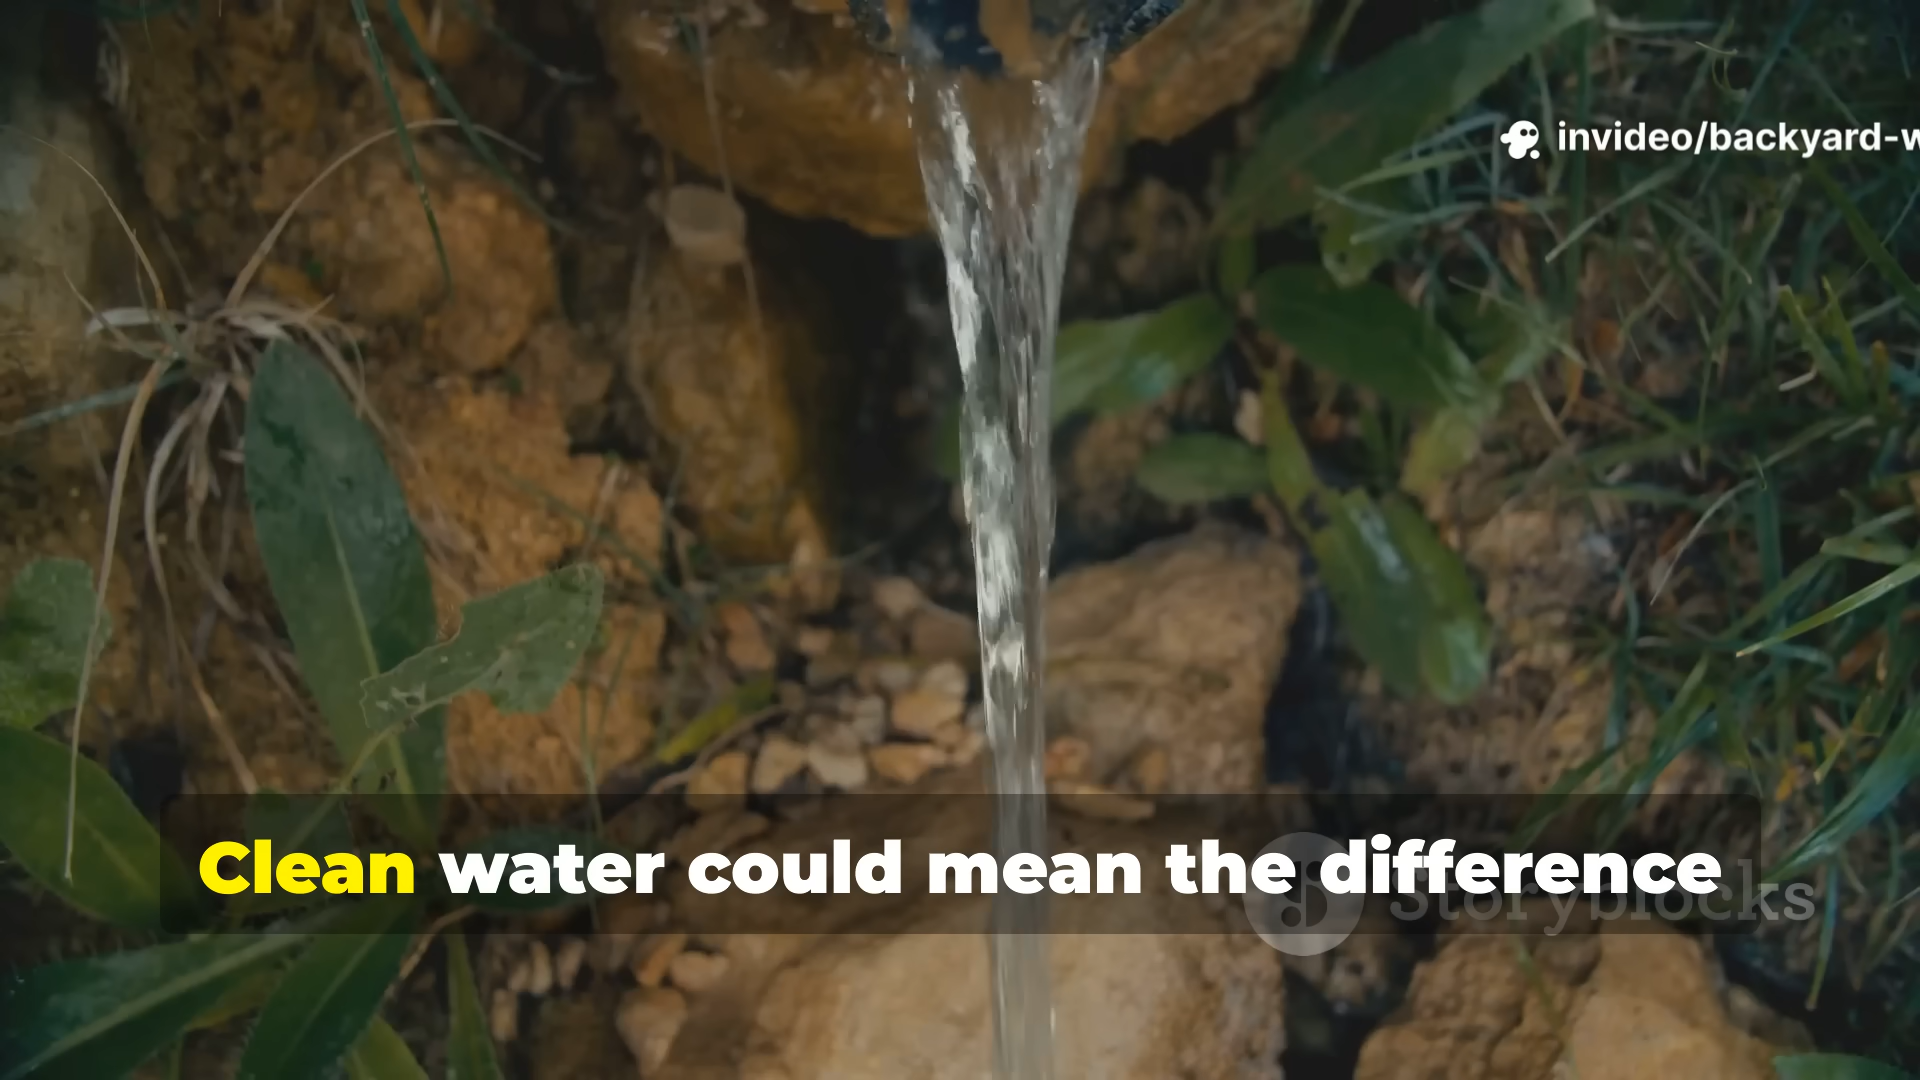 invideo/backyard-w
Clean water could mean the difference
Storyblocks